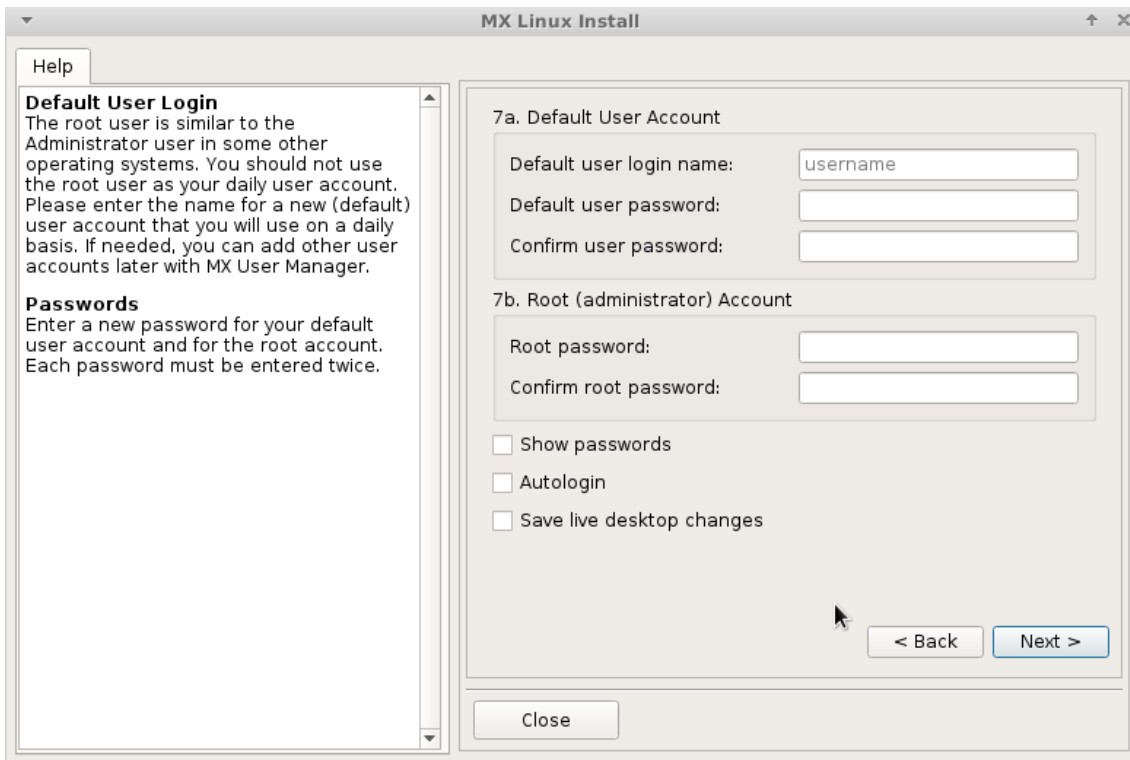 MX Linux Install
Help
Default User Login
The root user is similar to the
Administrator user in some other
operating systems. You should not use
the root user as your daily user account.
Please enter the name for a new (default)
user account that you will use on a daily
basis. If needed, you can add other user
accounts later with MX User Manager.
Passwords
Enter a new password for your default
user account and for the root account.
Each password must be entered twice.
7a. Default User Account
Default user login name: username
Default user password:
Confirm user password:
7b. Root (administrator) Account
Root password:
Confirm root password:
Show passwords
Autologin
Save live desktop changes
< Back Next >
Close